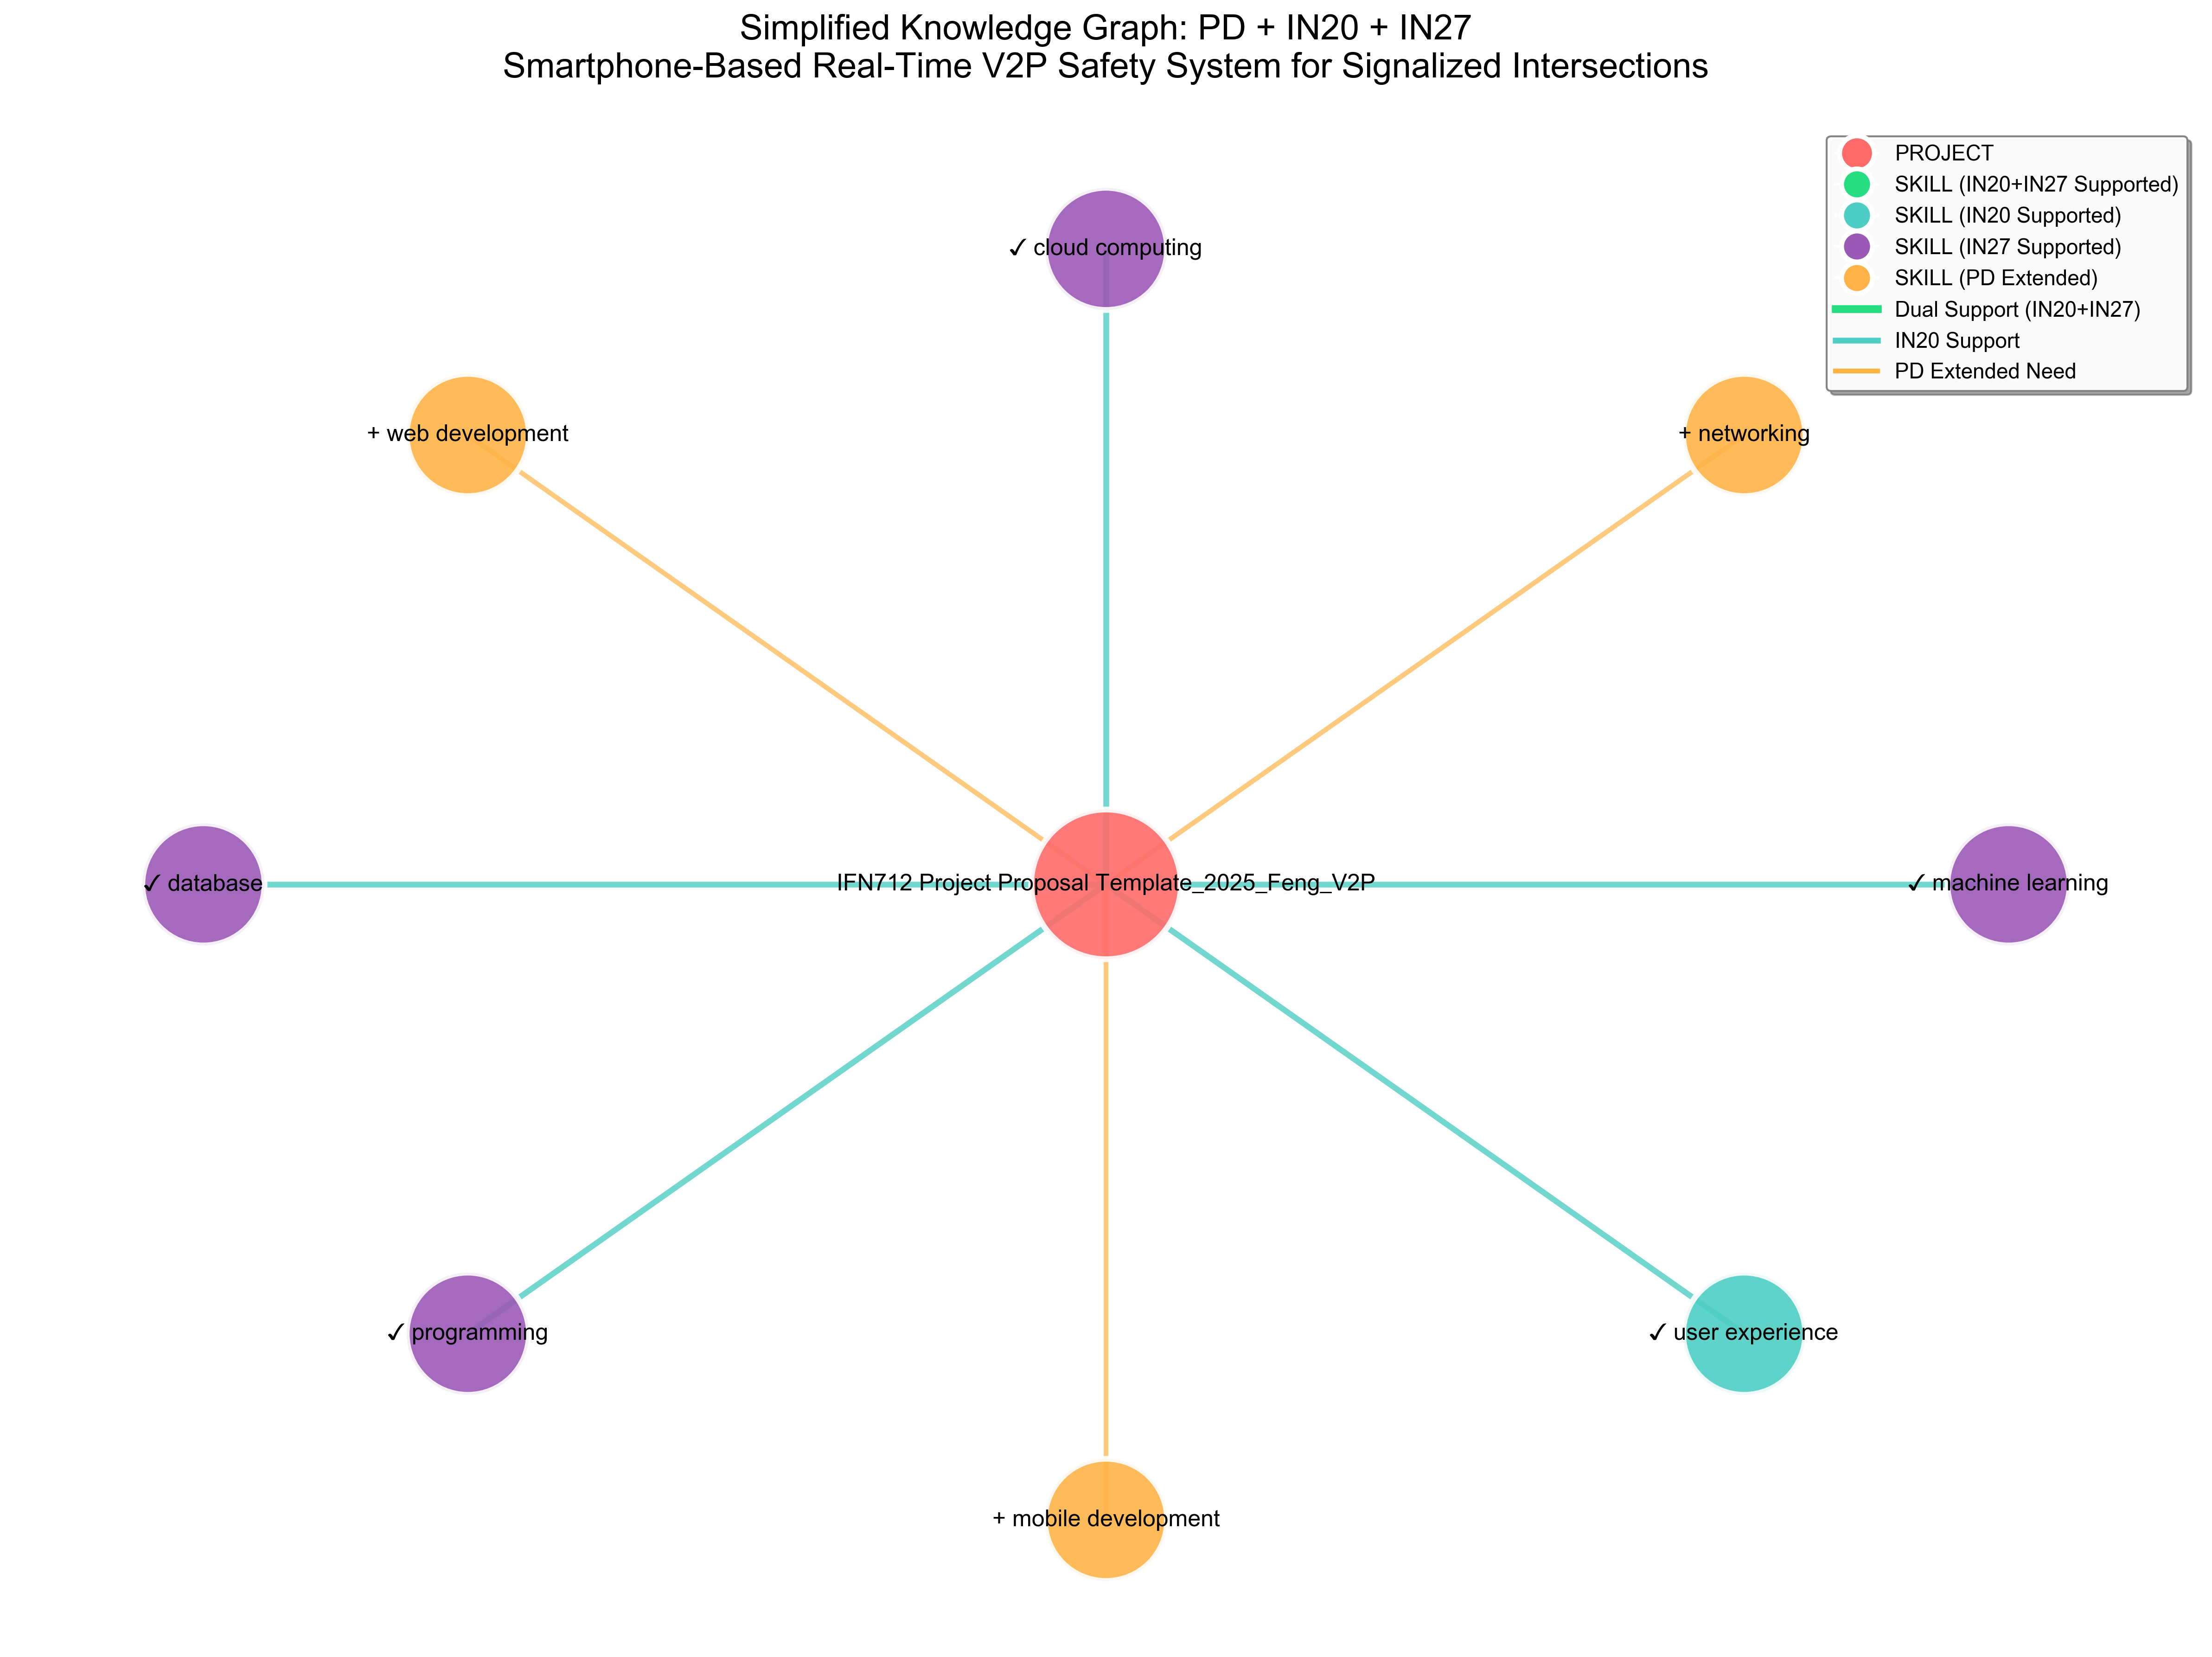 Simplified Knowledge Graph: PD + IN20 + IN27
Smartphone-Based Real-Time V2P Safety System for Signalized Intersections
PROJECT
SKILL (IN20+IN27 Supported)
SKILL (IN20 Supported)
SKILL (IN27 Supported)
SKILL (PD Extended)
Dual Support (IN20+IN27)
IN20 Support
PD Extended Need
✓ cloud computing
+ web development
+ networking
✓ database
IFN712 Project Proposal Template_2025_Feng_V2P
✓ machine learning
✓ programming
✓ user experience
+ mobile development